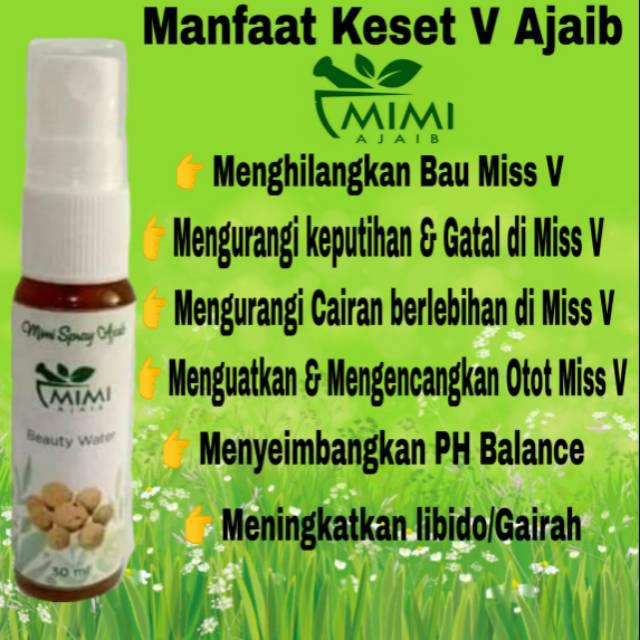 Manfaat Keset V Ajaib
MIMI
AJAIB
Menghilangkan Bau Miss V
Mengurangi keputihan & Gatal di Miss V
Mengurangi Cairan berlebihan di Miss V
Menguatkan & Mengencangkan Otot Miss V
Menyeimbangkan PH Balance
Meningkatkan libido/Gairah
Mimi Spray Ajaib
MIMI
AJAIB
Beauty Water
30 ml